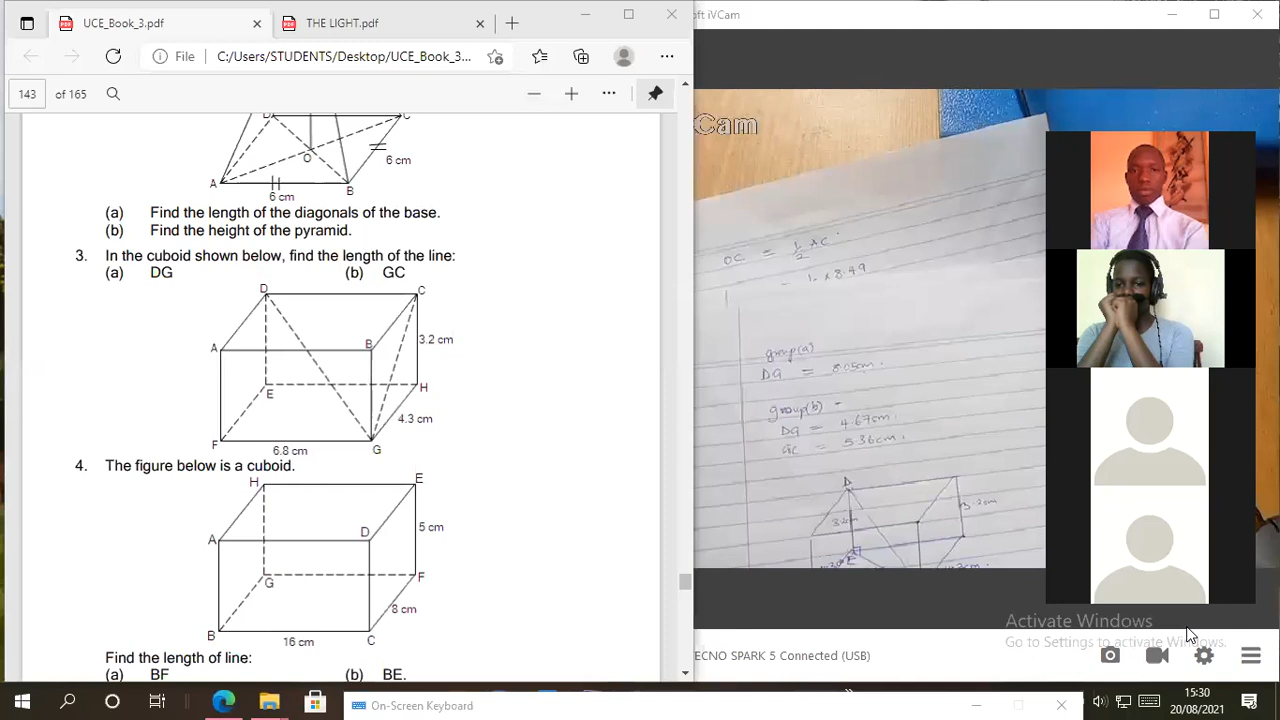 UCE_Book_3.pdf
THE LIGHT.pdf
oft iVCam
File
C:/Users/STUDENTS/Desktop/UCE_Book_3...
143 of 165
Cam
D
C
O
6 cm
A
B
6 cm
(a) Find the length of the diagonals of the base.
(b) Find the height of the pyramid.
3. In the cuboid shown below, find the length of the line:
(a) DG (b) GC
D
C
3.2 cm
A
B
E
H
4.3 cm
F
6.8 cm
G
4. The figure below is a cuboid.
H
E
5 cm
A
D
G
F
8 cm
B
16 cm
C
Find the length of line:
(a) BF (b) BE.
OC = 1/2 AC
× 8.49
group(a)
DG = 8.05cm.
group(b) -
DG = 4.67cm.
GC = 5.36cm.
Activate Windows
Go to Settings to activate Windows.
ECNO SPARK 5 Connected (USB)
On-Screen Keyboard
15:30
20/08/2021